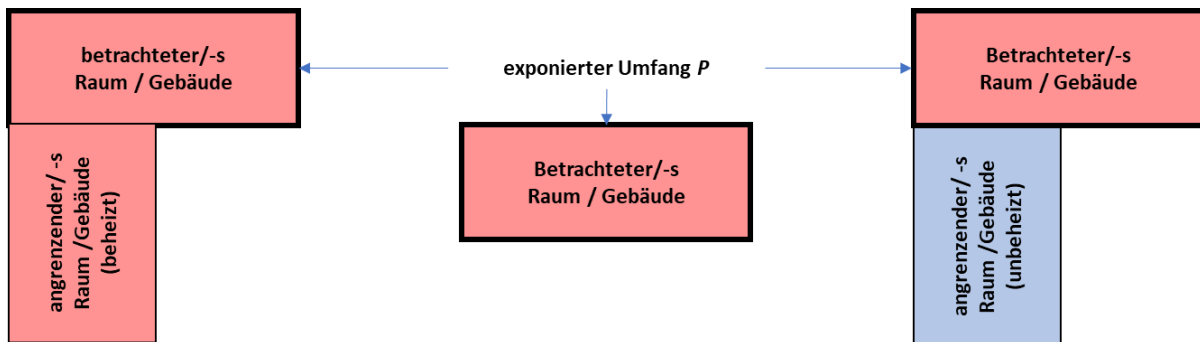 betrachteter/-s
Raum / Gebäude
angrenzender/ -s
Raum /Gebäude
(beheizt)
exponierter Umfang P
Betrachteter/-s
Raum / Gebäude
Betrachteter/-s
Raum / Gebäude
angrenzender/ -s
Raum /Gebäude
(unbeheizt)